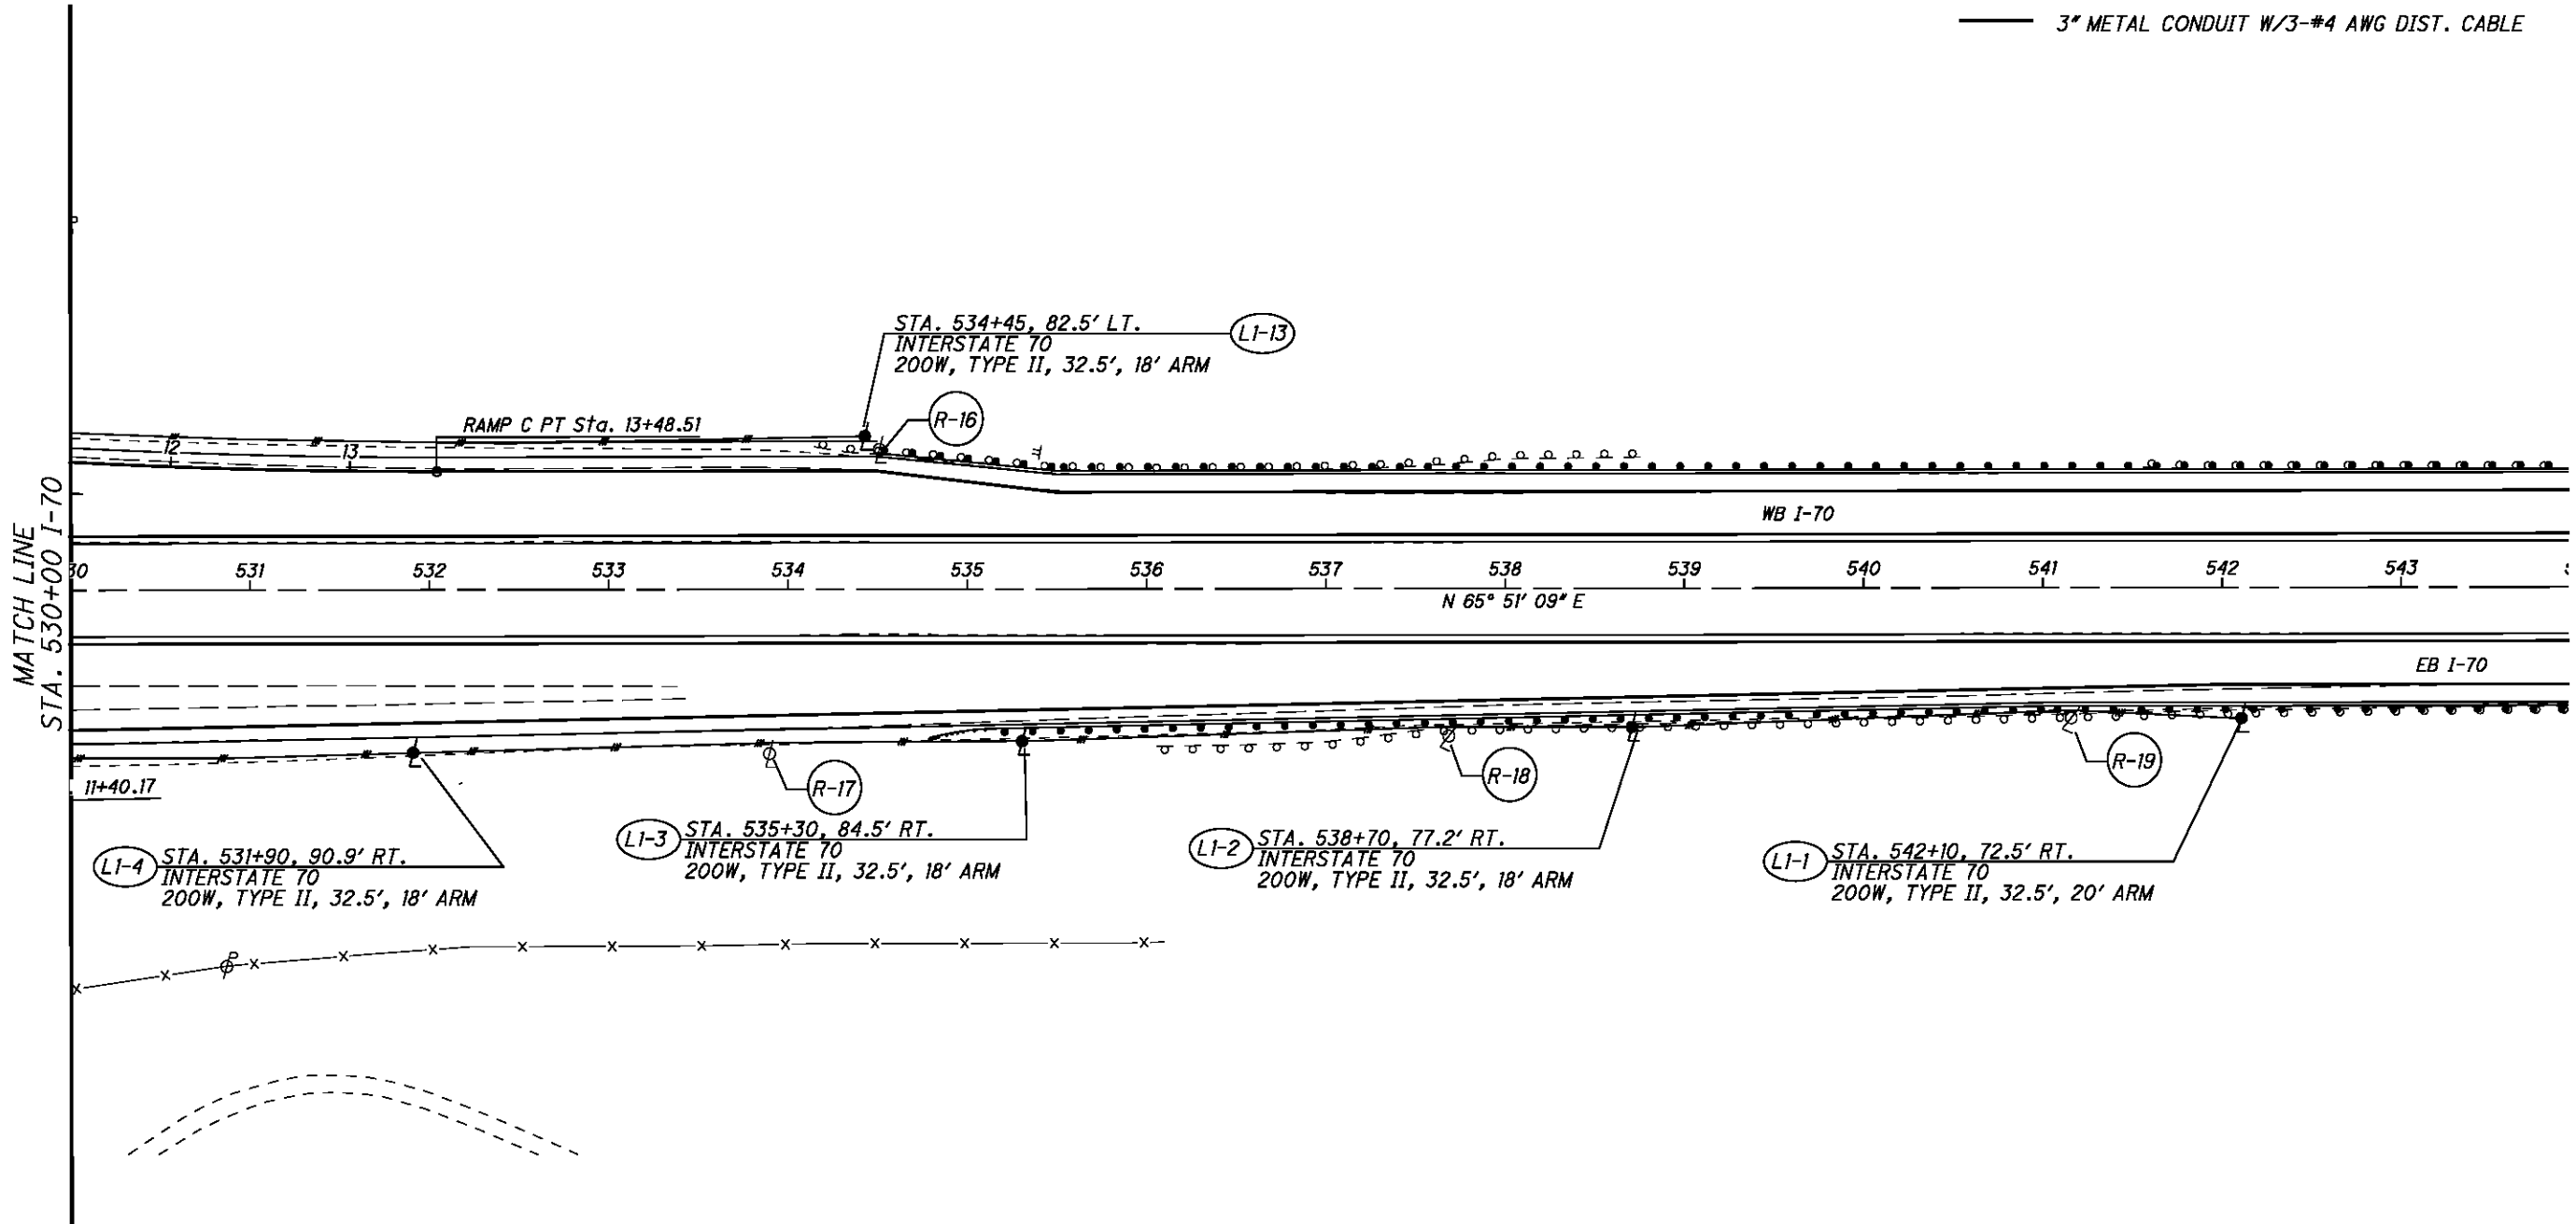 3" METAL CONDUIT W/3-#4 AWG DIST. CABLE
STA. 534+45, 82.5' LT.
INTERSTATE 70
200W, TYPE II, 32.5', 18' ARM
L1-13
R-16
RAMP C PT Sta. 13+48.51
12
13
MATCH LINE
STA. 530+00 I-70
WB I-70
30 531 532 533 534 535 536 537 538 539 540 541 542 543
N 65° 51' 09" E
EB I-70
11+40.17
R-17
R-18
R-19
L1-4
STA. 531+90, 90.9' RT.
INTERSTATE 70
200W, TYPE II, 32.5', 18' ARM
L1-3
STA. 535+30, 84.5' RT.
INTERSTATE 70
200W, TYPE II, 32.5', 18' ARM
L1-2
STA. 538+70, 77.2' RT.
INTERSTATE 70
200W, TYPE II, 32.5', 18' ARM
L1-1
STA. 542+10, 72.5' RT.
INTERSTATE 70
200W, TYPE II, 32.5', 20' ARM
P